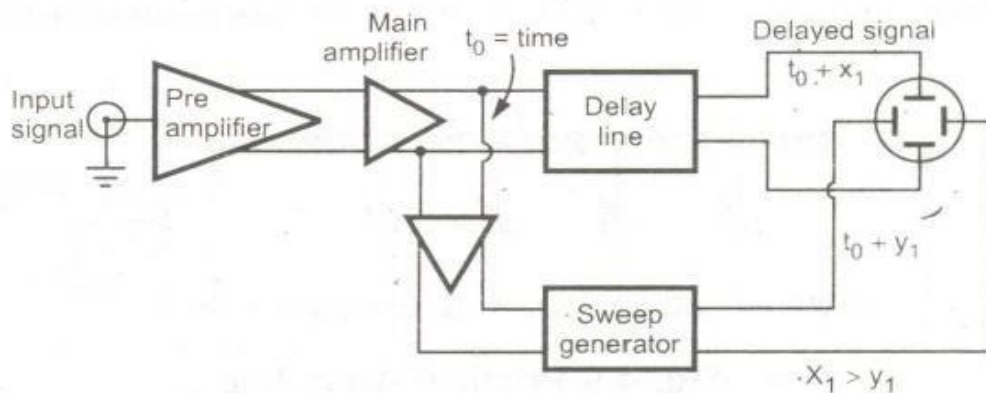 Main
amplifier
t0 = time
Delayed signal
t0 + x1
Input
signal
Pre
amplifier
Delay
line
t0 + y1
Sweep
generator
X1 > y1